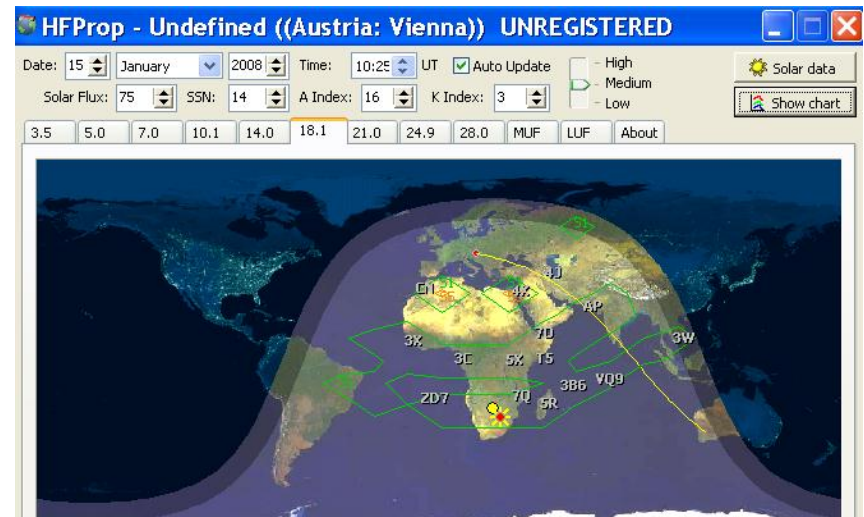 HFProp - Undefined ((Austria: Vienna)) UNREGISTERED
Date: 15 January 2008 Time: 10:25 UT Auto Update - High
- Medium
- Low
Solar data
Solar Flux: 75 SSN: 14 A Index: 16 K Index: 3 Show chart
3.5 5.0 7.0 10.1 14.0 18.1 21.0 24.9 28.0 MUF LUF About
4J
CN 4X
AP
3X 7O 3W
3C 5X T5
3B6 VQ9
ZD7 7Q 5R